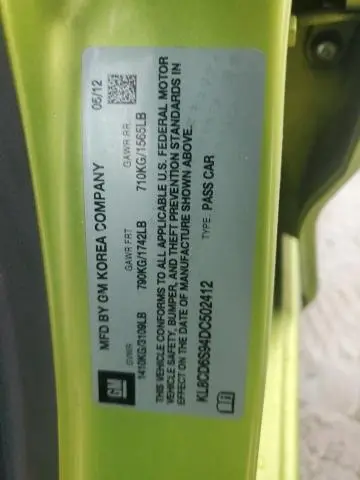 MFD BY GM KOREA COMPANY 05/12
GVWR GAWR FRT GAWR RR
1410KG/3109LB 790KG/1742LB 710KG/1565LB
THIS VEHICLE CONFORMS TO ALL APPLICABLE U.S. FEDERAL MOTOR
VEHICLE SAFETY, BUMPER, AND THEFT PREVENTION STANDARDS IN
EFFECT ON THE DATE OF MANUFACTURE SHOWN ABOVE.
KL8CD6S94DC502412 TYPE: PASS CAR
GM